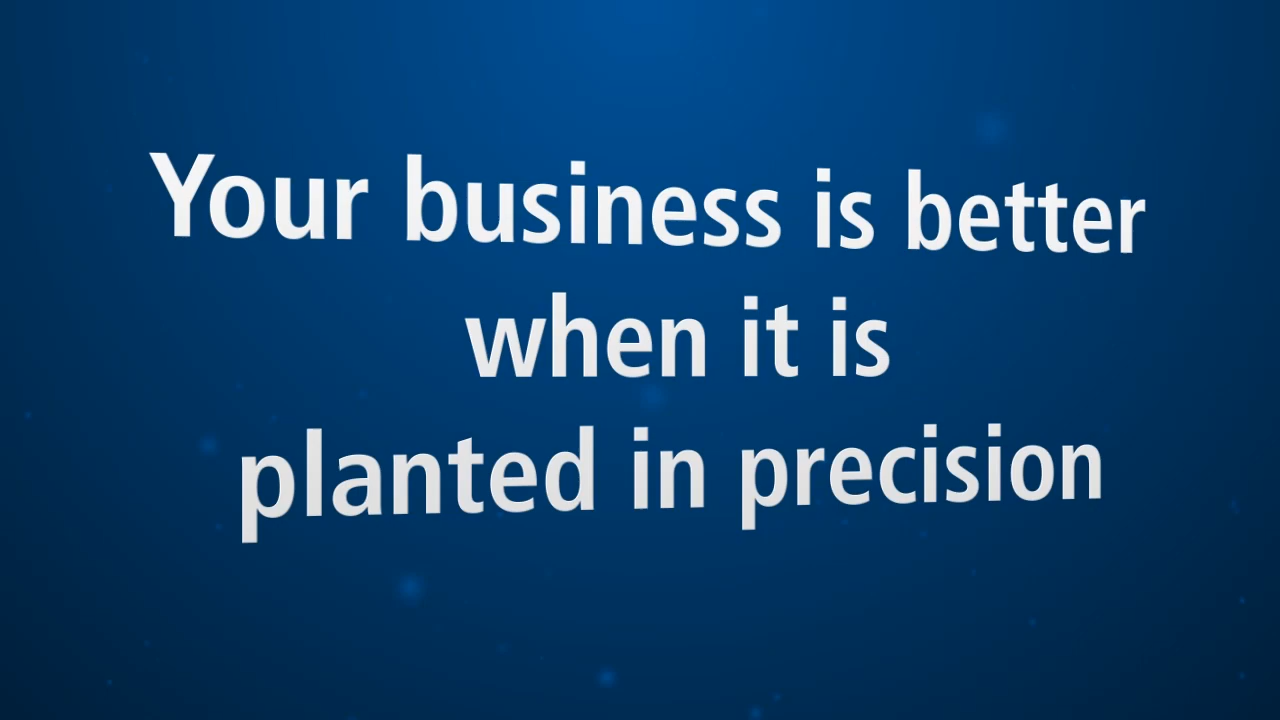 Your business is better
when it is
planted in precision